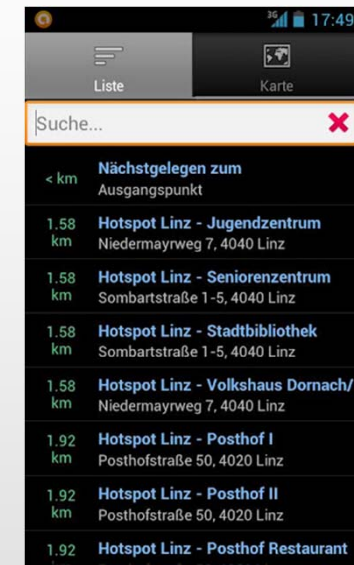 3G 17:49
Liste Karte
Suche...
< km Nächstgelegen zum
Ausgangspunkt
1.58 km Hotspot Linz - Jugendzentrum
Niedermayrweg 7, 4040 Linz
1.58 km Hotspot Linz - Seniorenzentrum
Sombartstraße 1-5, 4040 Linz
1.58 km Hotspot Linz - Stadtbibliothek
Sombartstraße 1-5, 4040 Linz
1.58 km Hotspot Linz - Volkshaus Dornach/
Niedermayrweg 7, 4040 Linz
1.92 km Hotspot Linz - Posthof I
Posthofstraße 50, 4020 Linz
1.92 km Hotspot Linz - Posthof II
Posthofstraße 50, 4020 Linz
1.92 Hotspot Linz - Posthof Restaurant